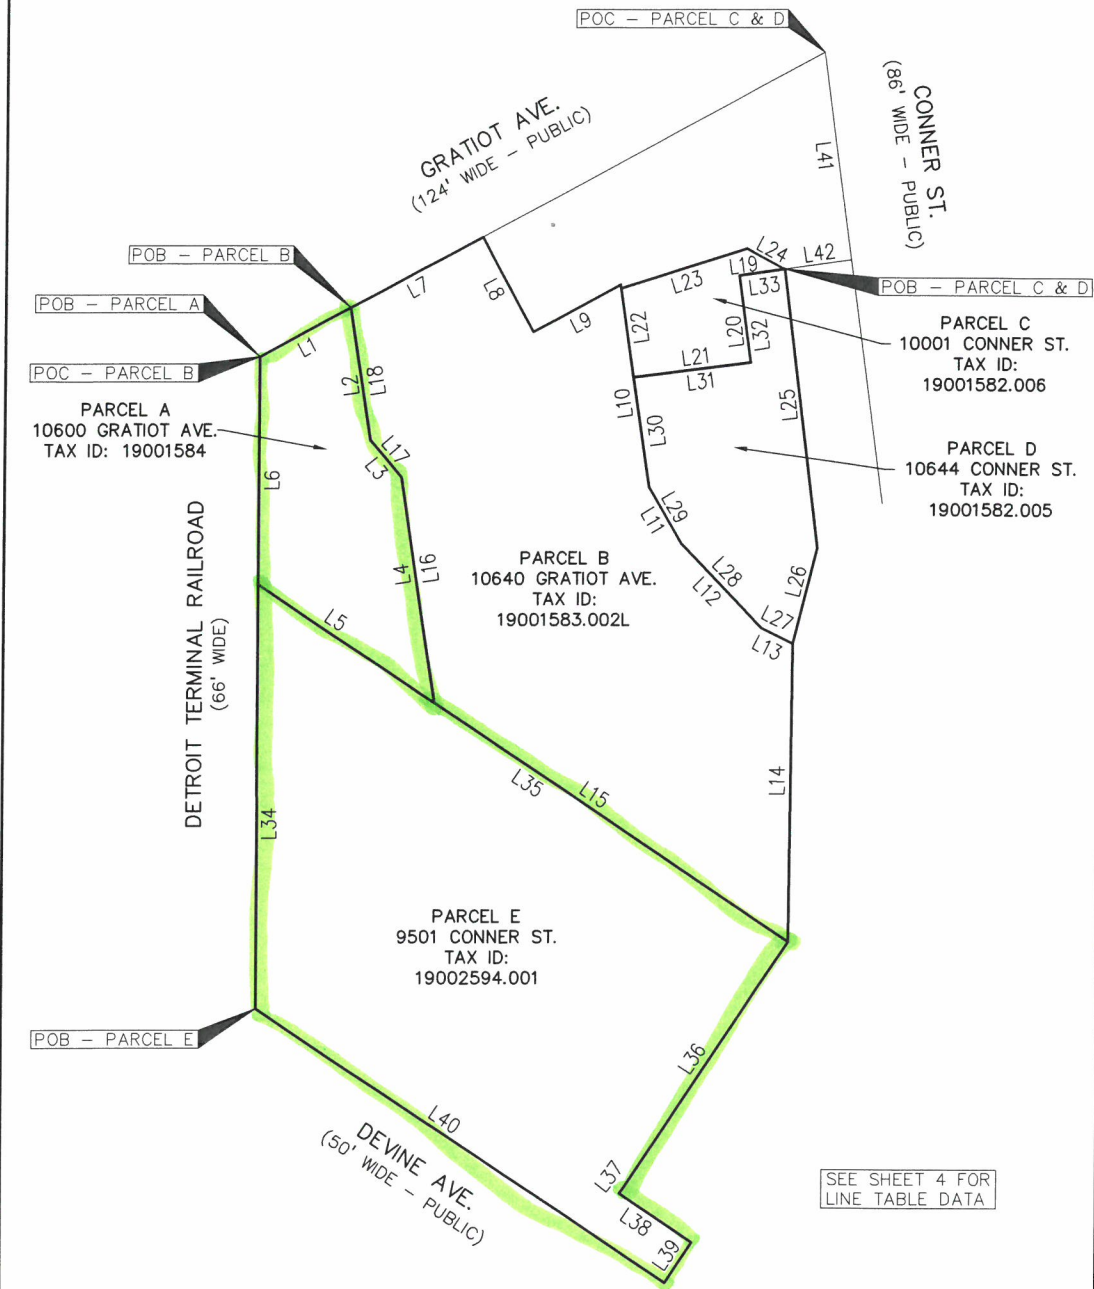 POC - PARCEL C & D
GRATIOT AVE.
(124' WIDE - PUBLIC)
CONNER ST.
(86' WIDE - PUBLIC)
L41
POB - PARCEL B
POB - PARCEL A
POC - PARCEL B
L7
L8
L9
L1
L24
L42
L19
L33
L23
L22
L20
L32
L21
L31
POB - PARCEL C & D
PARCEL C
10001 CONNER ST.
TAX ID:
19001582.006
PARCEL D
10644 CONNER ST.
TAX ID:
19001582.005
PARCEL A
10600 GRATIOT AVE.
TAX ID: 19001584
L2
L18
L17
L3
L6
L4
L16
L5
L10
L30
L25
L29
L11
L28
L12
L26
L27
L13
PARCEL B
10640 GRATIOT AVE.
TAX ID:
19001583.002L
DETROIT TERMINAL RAILROAD
(66' WIDE)
L34
L35
L15
L14
PARCEL E
9501 CONNER ST.
TAX ID:
19002594.001
POB - PARCEL E
L36
L40
DEVINE AVE.
(50' WIDE - PUBLIC)
L37
L38
L39
SEE SHEET 4 FOR
LINE TABLE DATA